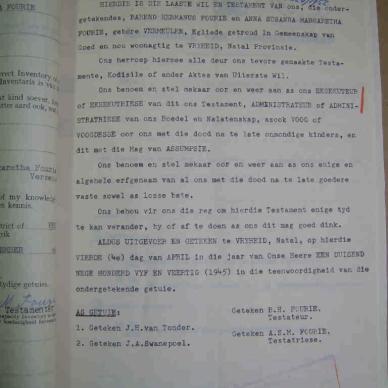 A FOURIE
HIERDIE IS DIE LAASTE WIL EN TESTAMENT VAN ons, die onder-
getekendes, BAREND HERMANUS FOURIE en ANNA SUSARA MARGARETHA
FOURIE, gebore VERMEULEN, Egliede getroud in Gemeenskap van
Goed en nou woonagtig te VRYHEID, Natal Provinsie.
Ons herroep hiersie alle deur ons tevore gemaakte Testa-
mente, Kodisille of ander Aktes van Uiterste Wil.
Ons benoem en stel mekaar oor en weer aan as ons EKSEKUTEUR
of EKSEKUTRIESE van dit ons Testament, ADMINISTRATEUR of ADMINI-
STRATRIESE van ons Boedel en Nalatenskap, asook VOOG of
VOOGDESSE oor ons met die dood na te late onmondige kinders, en
dit met die Mag van ASSUMPSIE.
Ons benoem en stel mekaar oor en weer aan as ons enige en
algehele erfgenaam van al ons met die dood na te late goedere
vaste sowel as losse bate.
Ons behou vir ons die reg om hierdie Testament enige tyd
te kan verander, by of af te doen as ons dit mag goed dink.
ALDUS UITGEVOER EN GETEKEN te VRYHEID, Natal, op hierdie
VIERDE (4e) dag van APRIL in die jaar van Onse Heere EEN DUISEND
NEGE HONDERD VYF EN VEERTIG (1945) in die teenwoordigheid van die
ondergetekende getuie.
AS GETUIE:
1. Geteken J.H.van Tonder.
2. Geteken J.A.Swanepoel.
Geteken B.H. FOURIE,
Testateur.
Geteken A.S.M. FOURIE,
Testatriese.